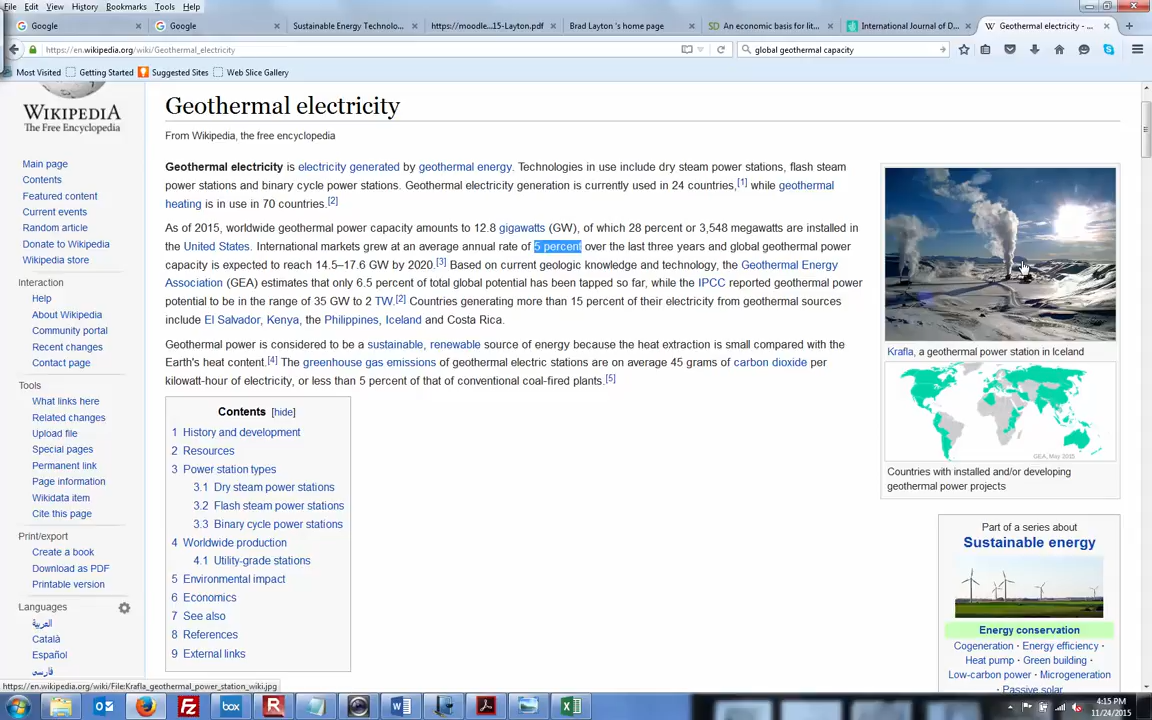 File Edit View History Bookmarks Tools Help
Google
Google
Sustainable Energy Technolo...
https://moodle....15-Layton.pdf
Brad Layton 's home page
SD An economic basis for lit...
International Journal of D...
W Geothermal electricity - ...
https://en.wikipedia.org/wiki/Geothermal_electricity
global geothermal capacity
Most Visited
Getting Started
Suggested Sites
Web Slice Gallery
WIKIPEDIA
The Free Encyclopedia
Main page
Contents
Featured content
Current events
Random article
Donate to Wikipedia
Wikipedia store
Interaction
Help
About Wikipedia
Community portal
Recent changes
Contact page
Tools
What links here
Related changes
Upload file
Special pages
Permanent link
Page information
Wikidata item
Cite this page
Print/export
Create a book
Download as PDF
Printable version
Languages
العربية
Català
Español
فارسی
Geothermal electricity
From Wikipedia, the free encyclopedia
Geothermal electricity is electricity generated by geothermal energy. Technologies in use include dry steam power stations, flash steam
power stations and binary cycle power stations. Geothermal electricity generation is currently used in 24 countries,[1] while geothermal
heating is in use in 70 countries.[2]
As of 2015, worldwide geothermal power capacity amounts to 12.8 gigawatts (GW), of which 28 percent or 3,548 megawatts are installed in
the United States. International markets grew at an average annual rate of 5 percent over the last three years and global geothermal power
capacity is expected to reach 14.5–17.6 GW by 2020.[3] Based on current geologic knowledge and technology, the Geothermal Energy
Association (GEA) estimates that only 6.5 percent of total global potential has been tapped so far, while the IPCC reported geothermal power
potential to be in the range of 35 GW to 2 TW.[2] Countries generating more than 15 percent of their electricity from geothermal sources
include El Salvador, Kenya, the Philippines, Iceland and Costa Rica.
Geothermal power is considered to be a sustainable, renewable source of energy because the heat extraction is small compared with the
Earth's heat content.[4] The greenhouse gas emissions of geothermal electric stations are on average 45 grams of carbon dioxide per
kilowatt-hour of electricity, or less than 5 percent of that of conventional coal-fired plants.[5]
Contents [hide]
1 History and development
2 Resources
3 Power station types
3.1 Dry steam power stations
3.2 Flash steam power stations
3.3 Binary cycle power stations
4 Worldwide production
4.1 Utility-grade stations
5 Environmental impact
6 Economics
7 See also
8 References
9 External links
Krafla, a geothermal power station in Iceland
GEA, May 2015
Countries with installed and/or developing
geothermal power projects
Part of a series about
Sustainable energy
Energy conservation
Cogeneration · Energy efficiency ·
Heat pump · Green building ·
Low-carbon power · Microgeneration
· Passive solar
https://en.wikipedia.org/wiki/File:Krafla_geothermal_power_station_wiki.jpg
box
4:15 PM
11/24/2015